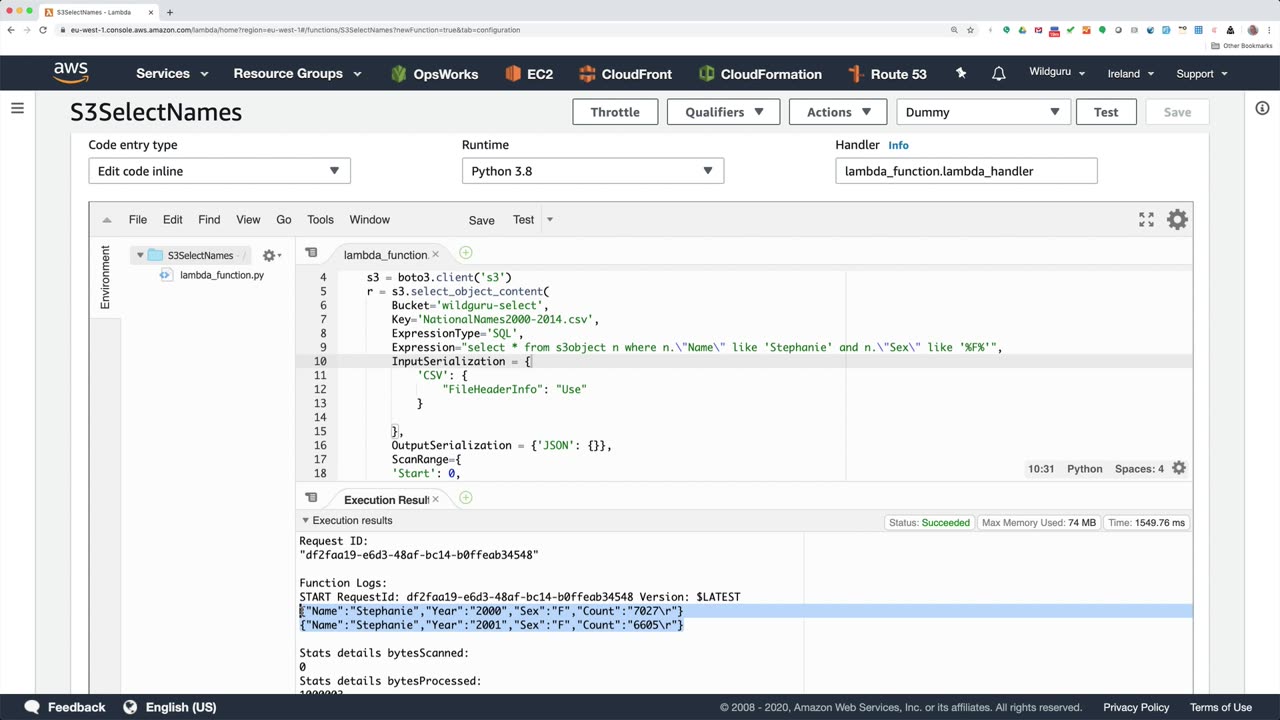 S3SelectNames - Lambda
eu-west-1.console.aws.amazon.com/lambda/home?region=eu-west-1#/functions/S3SelectNames?newFunction=true&tab=configuration
Other Bookmarks
aws
Services
Resource Groups
OpsWorks
EC2
CloudFront
CloudFormation
Route 53
Wildguru
Ireland
Support
S3SelectNames
Throttle
Qualifiers
Actions
Dummy
Test
Save
Code entry type
Runtime
Handler Info
Edit code inline
Python 3.8
lambda_function.lambda_handler
File Edit Find View Go Tools Window Save Test
Environment
S3SelectNames /
lambda_function.py
lambda_function.
4 s3 = boto3.client('s3')
5 r = s3.select_object_content(
6 Bucket='wildguru-select',
7 Key='NationalNames2000-2014.csv',
8 ExpressionType='SQL',
9 Expression="select * from s3object n where n.\"Name\" like 'Stephanie' and n.\"Sex\" like '%F%'",
10 InputSerialization = {
11 'CSV': {
12 "FileHeaderInfo": "Use"
13 }
14
15 },
16 OutputSerialization = {'JSON': {}},
17 ScanRange={
18 'Start': 0,
10:31 Python Spaces: 4
Execution Result
Execution results
Status: Succeeded
Max Memory Used: 74 MB
Time: 1549.76 ms
Request ID:
"df2faa19-e6d3-48af-bc14-b0ffeab34548"
Function Logs:
START RequestId: df2faa19-e6d3-48af-bc14-b0ffeab34548 Version: $LATEST
{"Name":"Stephanie","Year":"2000","Sex":"F","Count":"7027\r"}
{"Name":"Stephanie","Year":"2001","Sex":"F","Count":"6605\r"}
Stats details bytesScanned:
0
Stats details bytesProcessed:
Feedback
English (US)
© 2008 - 2020, Amazon Web Services, Inc. or its affiliates. All rights reserved.
Privacy Policy
Terms of Use